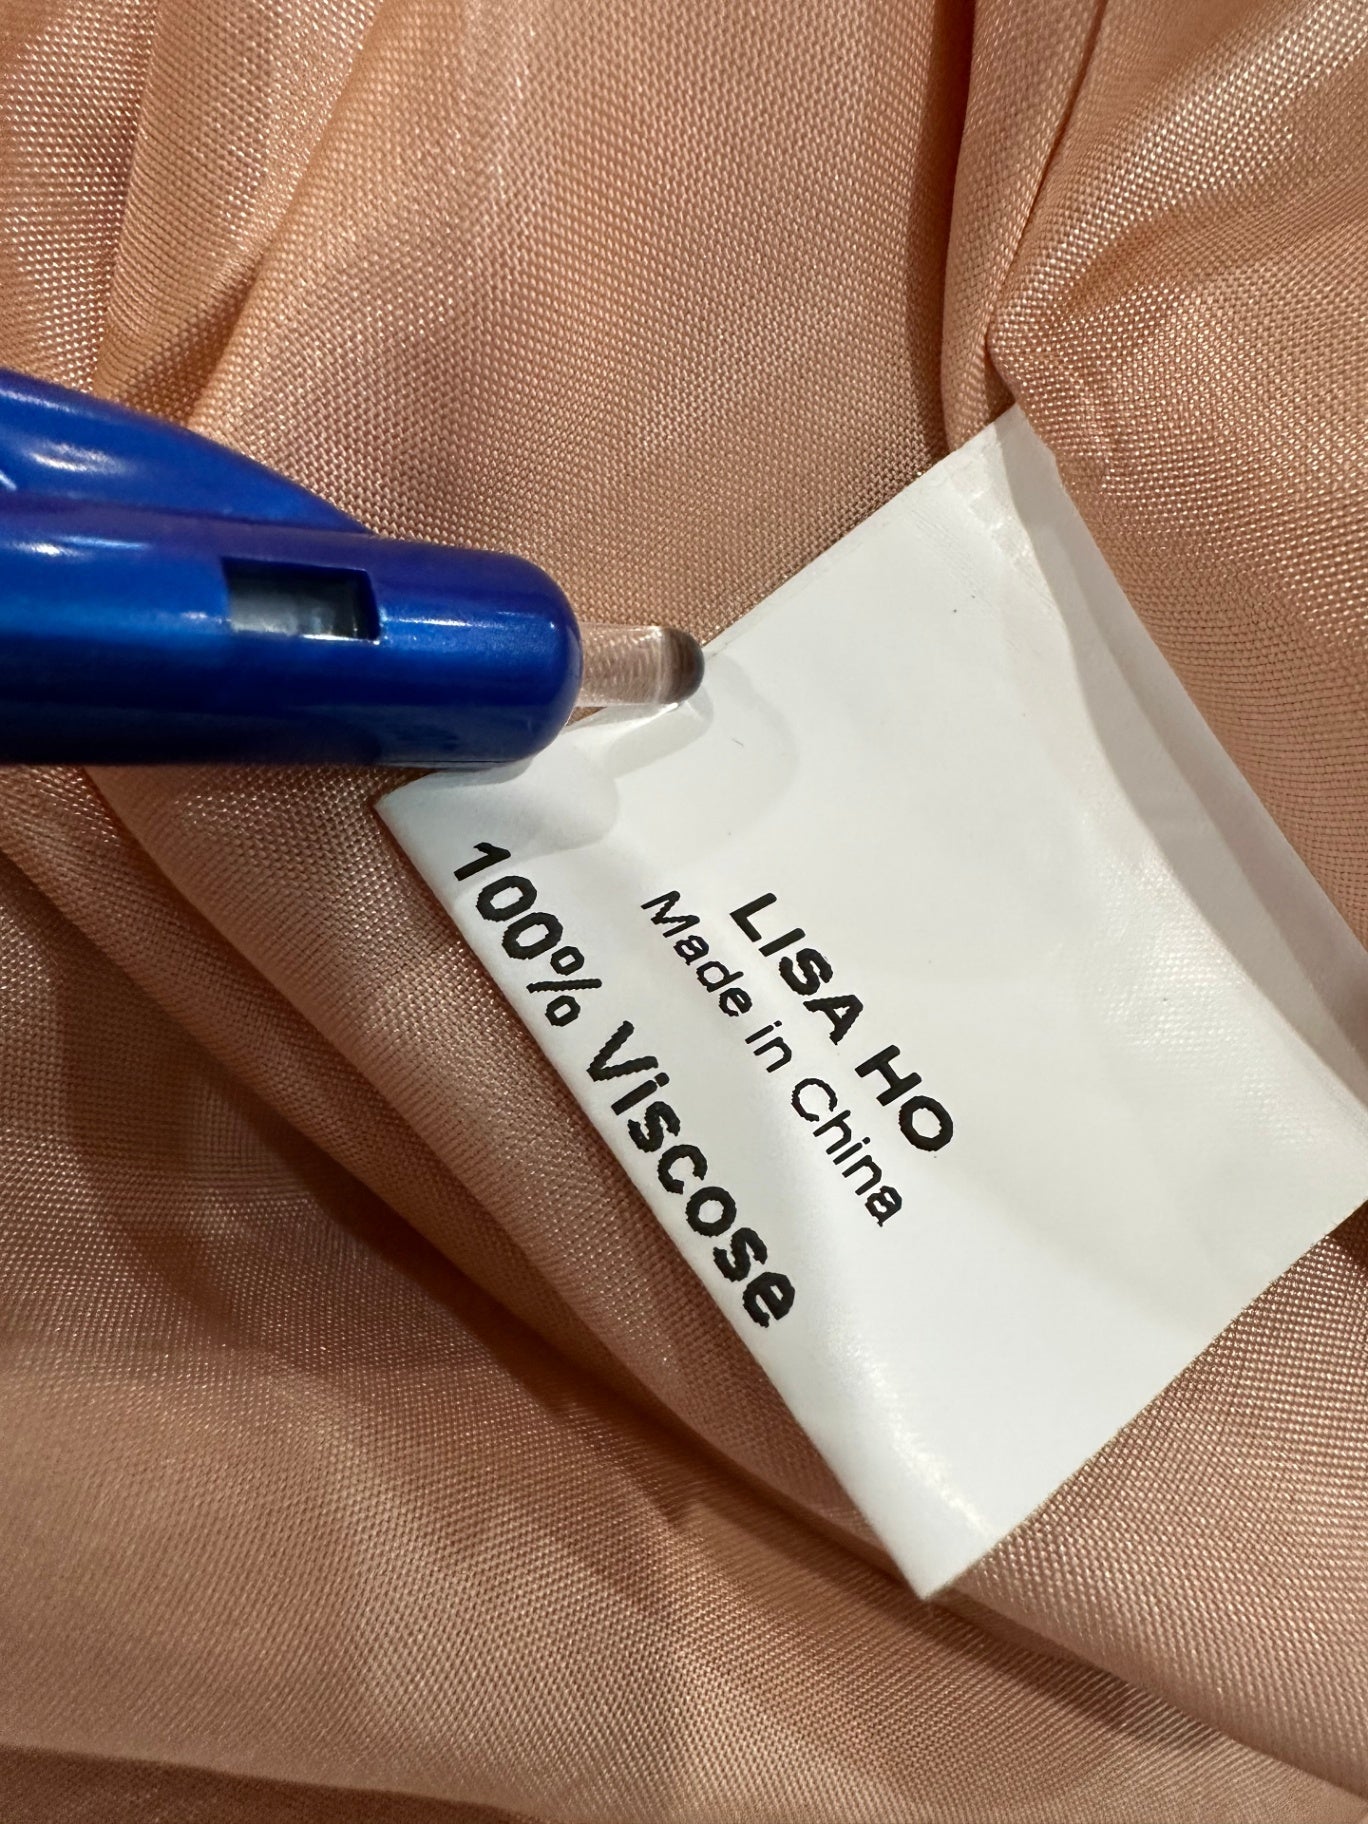 LISA HO
Made in China
100% Viscose